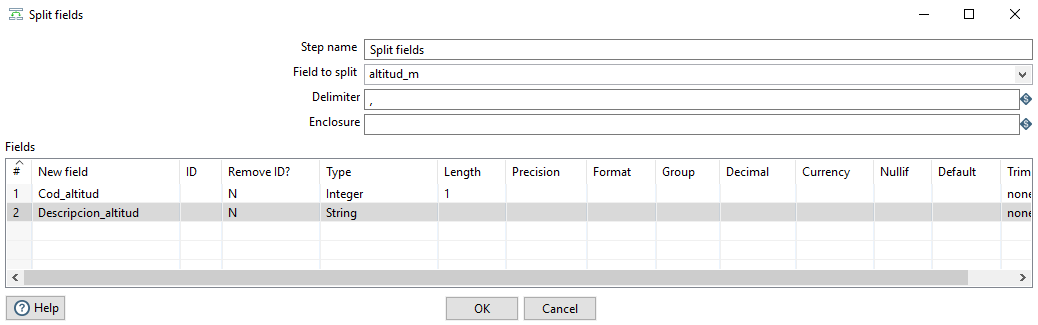 Split fields
Step name Split fields
Field to split altitud_m
Delimiter ,
Enclosure
Fields
# New field ID Remove ID? Type Length Precision Format Group Decimal Currency Nullif Default Trim
1 Cod_altitud N Integer 1 none
2 Descripcion_altitud N String none
Help OK Cancel